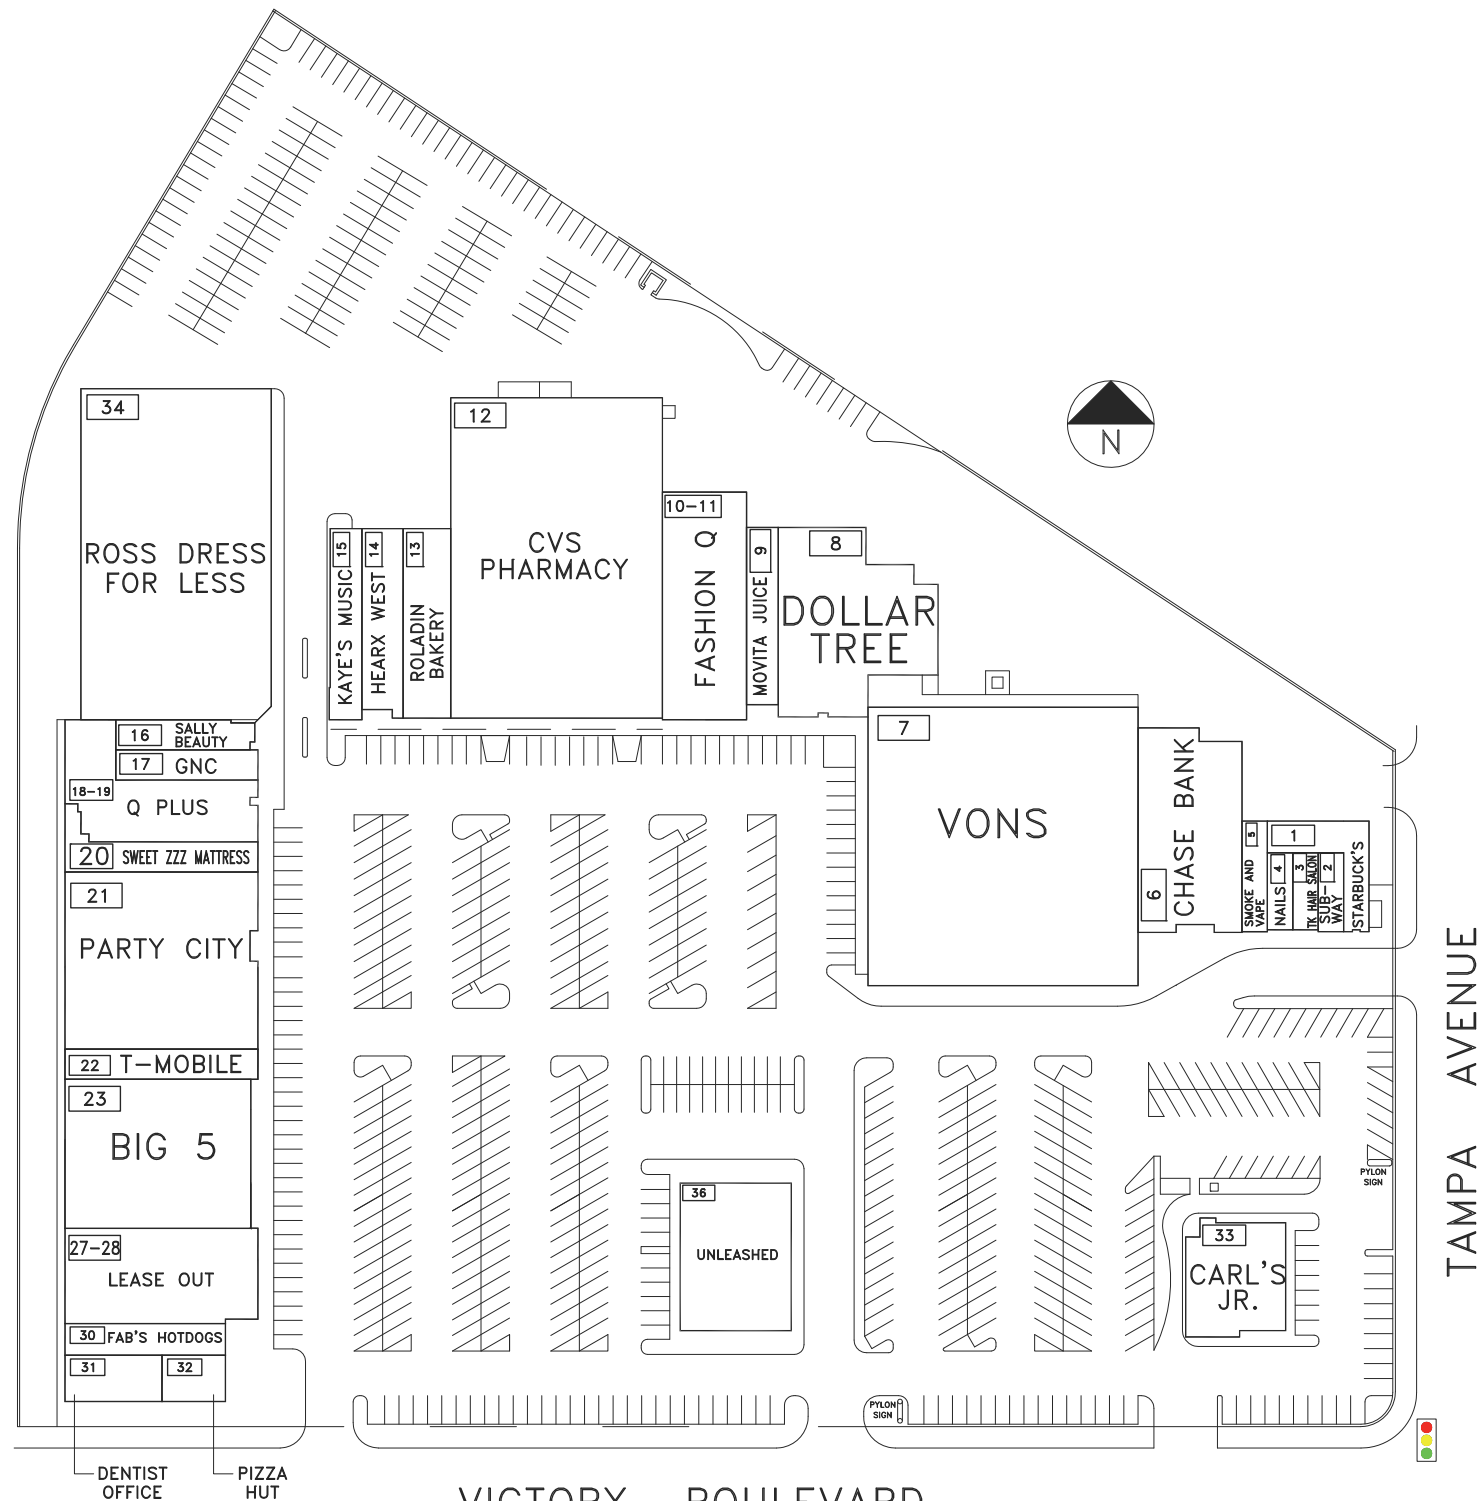 34
ROSS DRESS
FOR LESS
12
CVS
PHARMACY
10-11
FASHION Q
15
KAYE'S MUSIC
14
HEARX WEST
13
ROLADIN
BAKERY
9
MOVITA JUICE
8
DOLLAR
TREE
N
7
VONS
6
CHASE BANK
5
SMOKE AND
VAPE
1
4
NAILS
3
TK HAIR SALON
2
SUB-
WAY
STARBUCK'S
16
SALLY
BEAUTY
17
GNC
18-19
Q PLUS
20
SWEET ZZZ MATTRESS
21
PARTY CITY
22
T-MOBILE
23
BIG 5
27-28
LEASE OUT
30
FAB'S HOTDOGS
31
32
DENTIST
OFFICE
PIZZA
HUT
36
UNLEASHED
33
CARL'S
JR.
PYLON
SIGN
PYLON
SIGN
TAMPA AVENUE
VICTORY BOULEVARD